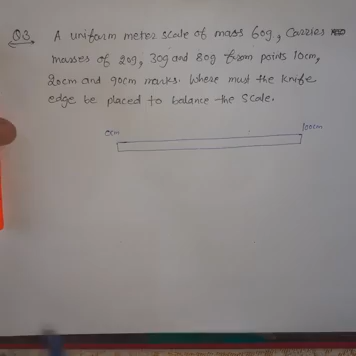 Q3. A uniform meter scale of mass 60g, Carries
masses of 20g, 30g and 80g from points 10cm,
20cm and 90cm marks. Where must the knife
edge be placed to balance the scale.
0cm 100cm